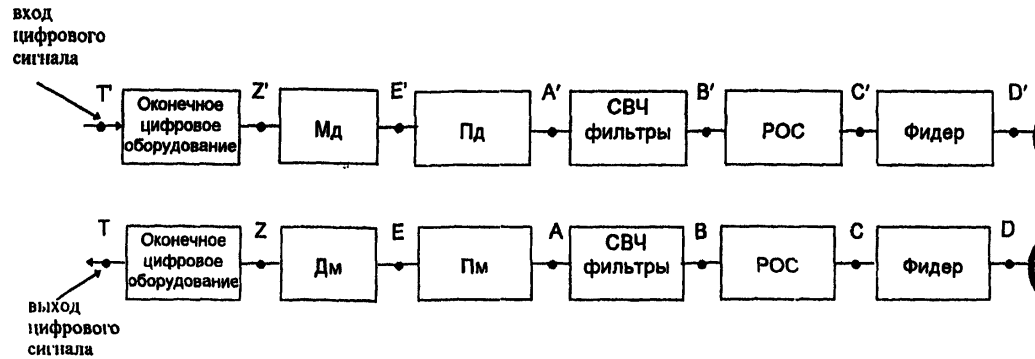 вход
цифрового
сигнала
T' Z' E' A' B' C' D'
Оконечное
цифровое
оборудование
Мд
Пд
СВЧ
фильтры
РОС
Фидер
T Z E A B C D
Оконечное
цифровое
оборудование
Дм
Пм
СВЧ
фильтры
РОС
Фидер
выход
цифрового
сигнала